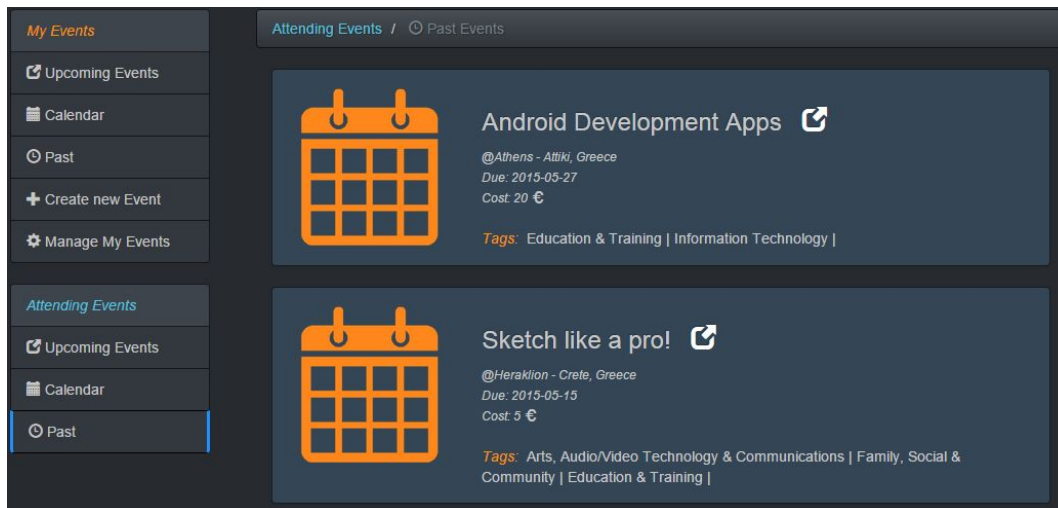 My Events
Upcoming Events
Calendar
Past
Create new Event
Manage My Events
Attending Events
Upcoming Events
Calendar
Past
Attending Events / Past Events
Android Development Apps
@Athens - Attiki, Greece
Due: 2015-05-27
Cost: 20 €
Tags: Education & Training | Information Technology |
Sketch like a pro!
@Heraklion - Crete, Greece
Due: 2015-05-15
Cost: 5 €
Tags: Arts, Audio/Video Technology & Communications | Family, Social &
Community | Education & Training |